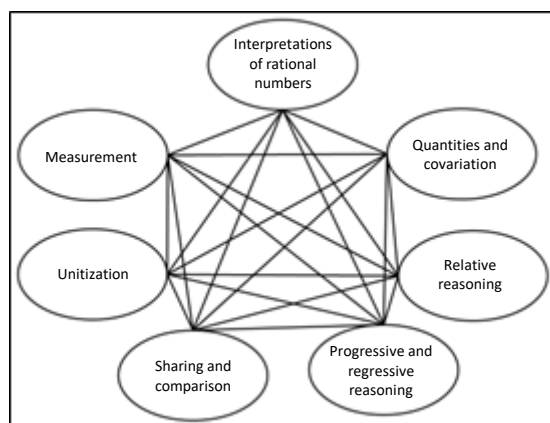 Interpretations
of rational
numbers
Measurement
Quantities and
covariation
Unitization
Relative
reasoning
Sharing and
comparison
Progressive and
regressive
reasoning